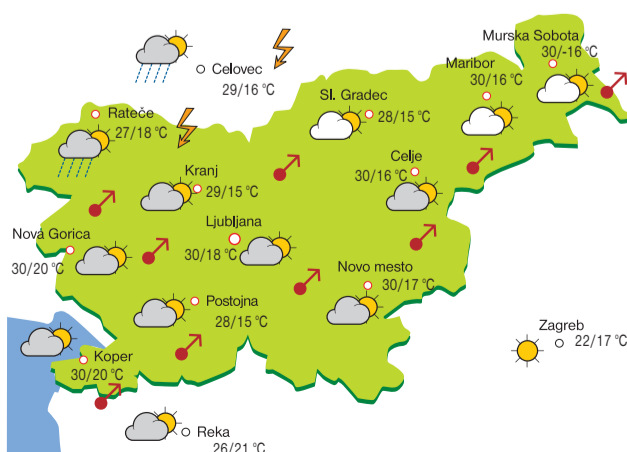 Murska Sobota
30/-16 °C
Maribor
30/16 °C
Celovec
29/16 °C
Sl. Gradec
28/15 °C
Rateče
27/18 °C
Celje
30/16 °C
Kranj
29/15 °C
Ljubljana
30/18 °C
Nová Gorica
30/20 °C
Novo mesto
30/17 °C
Postojna
28/15 °C
Zagreb
22/17 °C
Koper
30/20 °C
Reka
26/21 °C